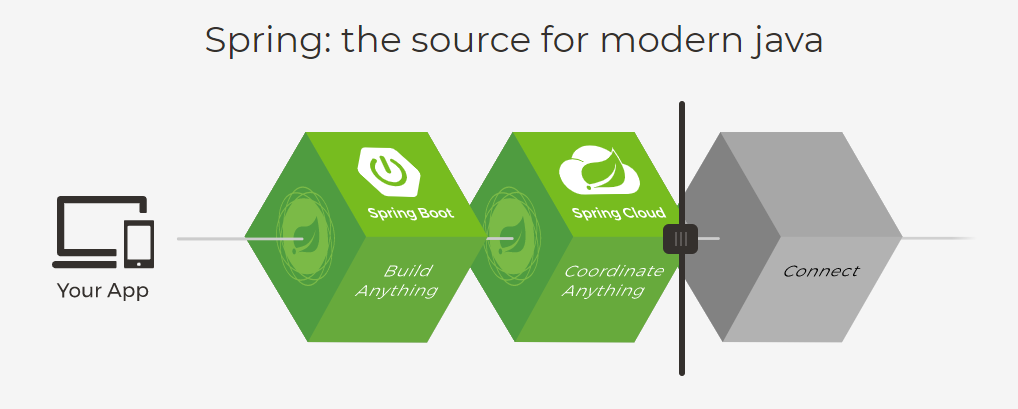 Spring: the source for modern java
Spring Boot
Spring Cloud
Build
Anything
Coordinate
Anything
Connect
Your App